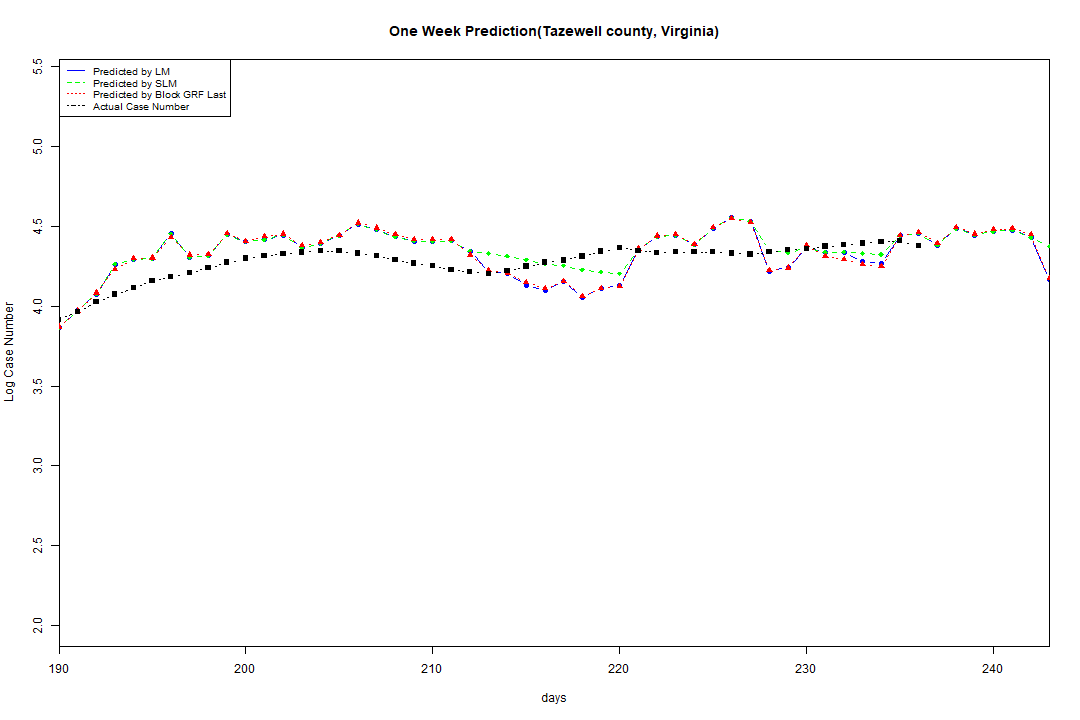 One Week Prediction(Tazewell county, Virginia)
Predicted by LM
Predicted by SLM
Predicted by Block GRF Last
Actual Case Number
5.5
5.0
4.5
4.0
3.5
3.0
2.5
2.0
Log Case Number
190 200 210 220 230 240
days